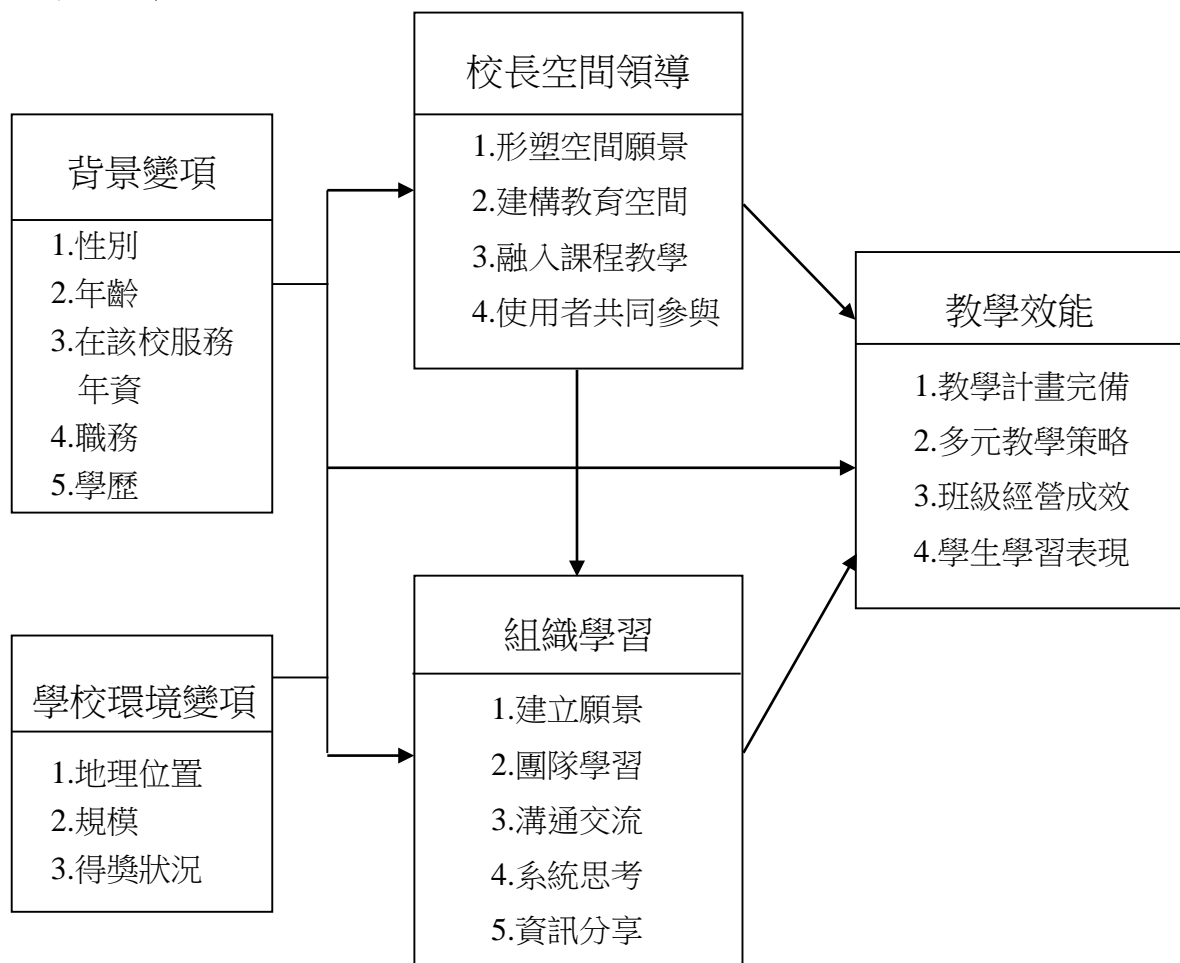 校長空間領導
1.形塑空間願景
2.建構教育空間
3.融入課程教學
4.使用者共同參與
背景變項
1.性別
2.年齡
3.在該校服務
年資
4.職務
5.學歷
教學效能
1.教學計畫完備
2.多元教學策略
3.班級經營成效
4.學生學習表現
學校環境變項
1.地理位置
2.規模
3.得獎狀況
組織學習
1.建立願景
2.團隊學習
3.溝通交流
4.系統思考
5.資訊分享